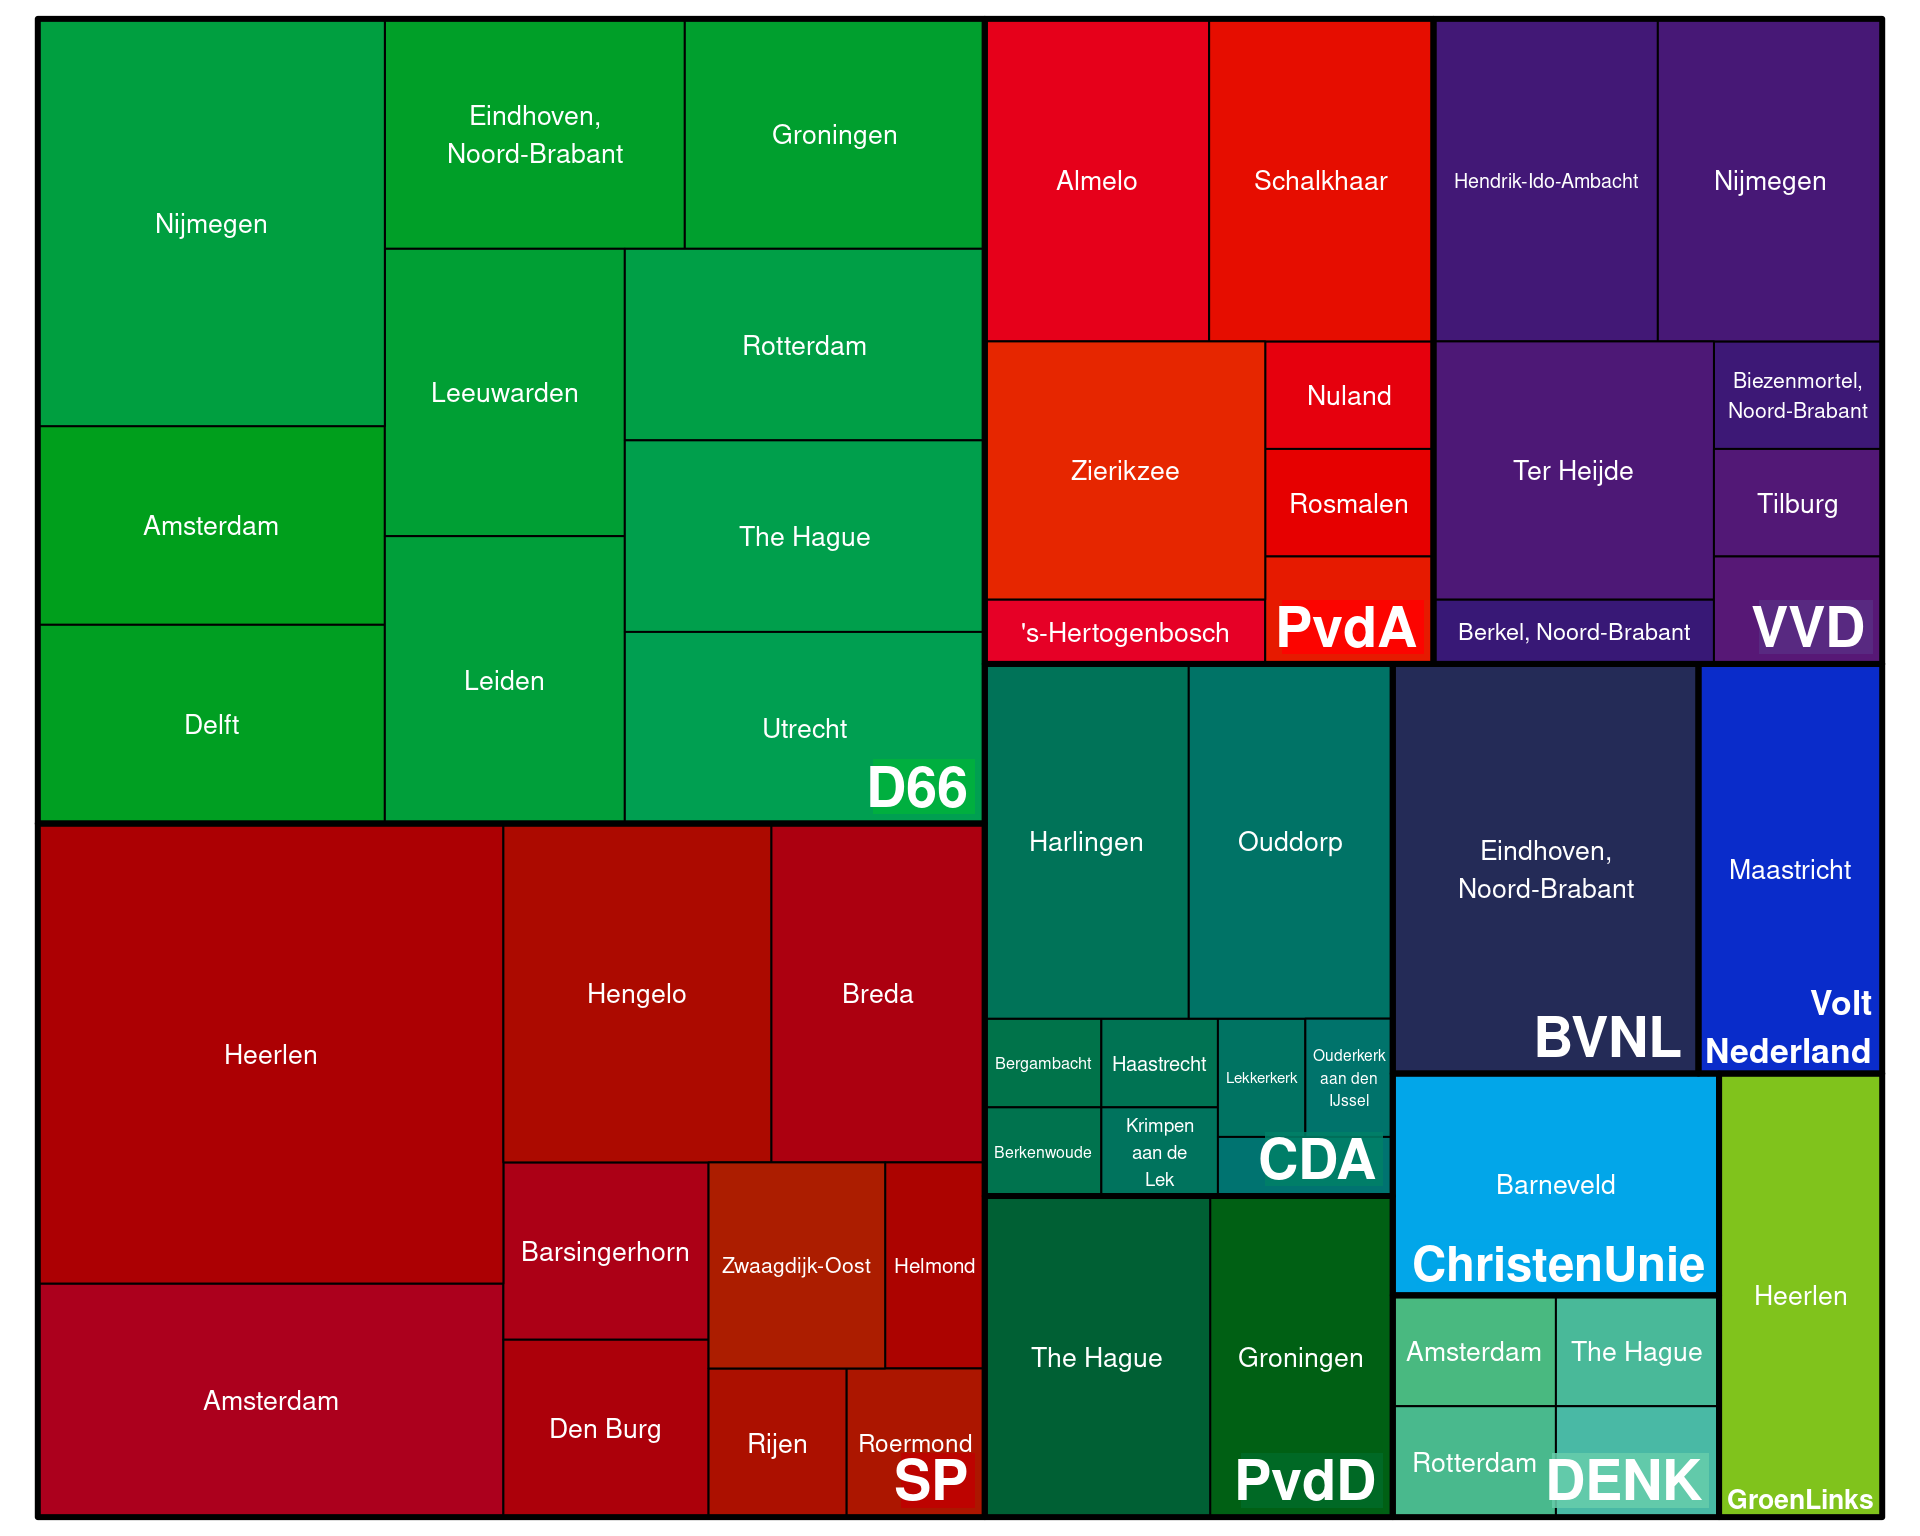 Nijmegen
Eindhoven,
Noord-Brabant
Groningen
Leeuwarden
Rotterdam
Amsterdam
The Hague
Delft
Leiden
Utrecht
D66
Almelo
Schalkhaar
Zierikzee
Nuland
Rosmalen
's-Hertogenbosch
PvdA
Hendrik-Ido-Ambacht
Nijmegen
Ter Heijde
Biezenmortel,
Noord-Brabant
Tilburg
Berkel, Noord-Brabant
VVD
Heerlen
Hengelo
Breda
Amsterdam
Barsingerhorn
Den Burg
Zwaagdijk-Oost
Helmond
Rijen
Roermond
SP
Harlingen
Ouddorp
Bergambacht
Haastrecht
Lekkerkerk
Ouderkerk
aan den
IJssel
Berkenwoude
Krimpen
aan de
Lek
CDA
Eindhoven,
Noord-Brabant
BVNL
Maastricht
Volt
Nederland
The Hague
Groningen
PvdD
Barneveld
ChristenUnie
Amsterdam
The Hague
Rotterdam
DENK
Heerlen
GroenLinks